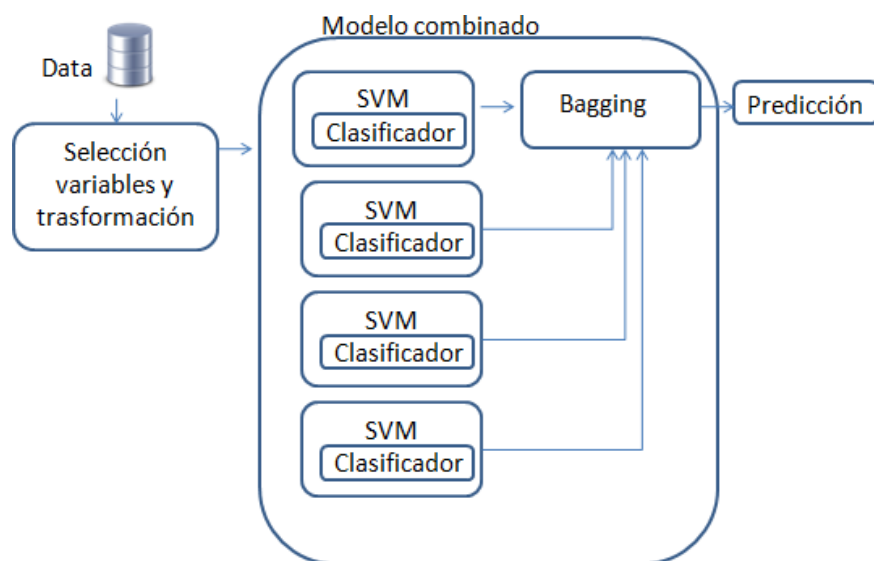 Modelo combinado
Data
Selección
variables y
trasformación
SVM
Clasificador
SVM
Clasificador
SVM
Clasificador
SVM
Clasificador
Bagging
Predicción